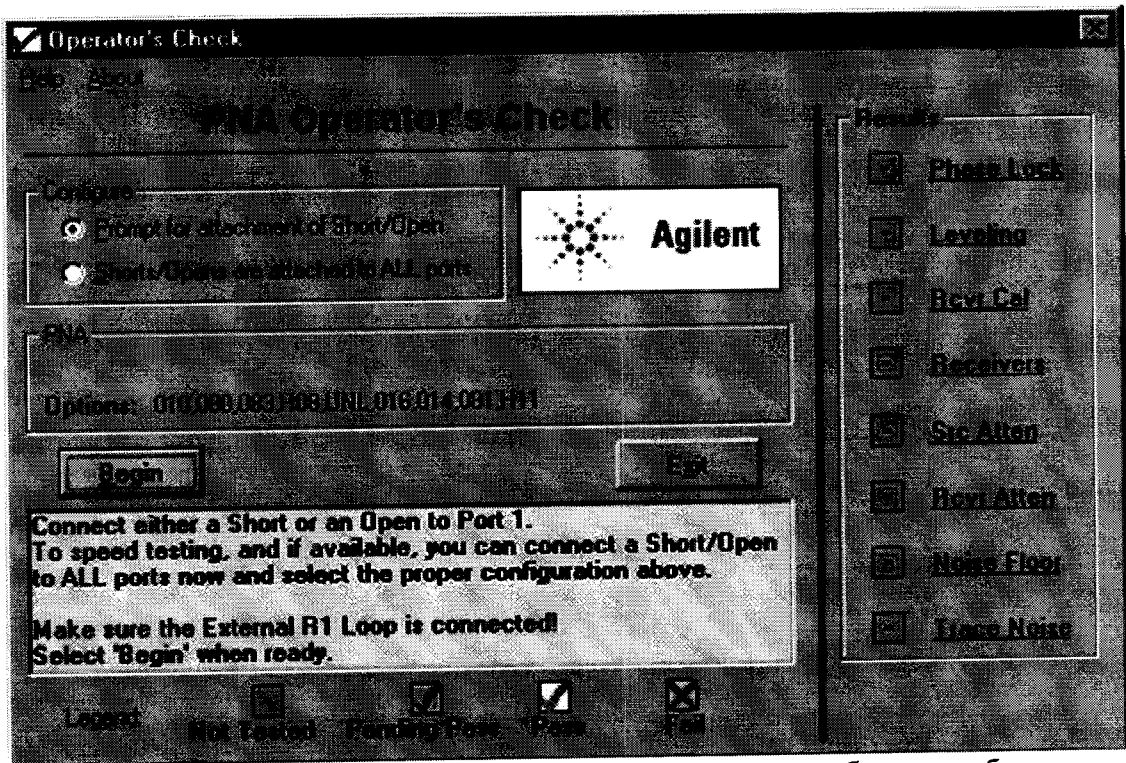 Operator's Check
Help About
PNA Operator's Check
Configure
Prompt for attachment of Short/Open
Shorts/Opens are attached to ALL ports
Agilent
PNA
Options: 010,080,083,H08,UNL,016,014,081,H11
Begin
Exit
Connect either a Short or an Open to Port 1.
To speed testing, and if available, you can connect a Short/Open
to ALL ports now and select the proper configuration above.
Make sure the External R1 Loop is connected!
Select 'Begin' when ready.
Legend
Not Tested
Pending Pass
Pass
Fail
Results
Phase Lock
Leveling
Rcvr Cal
Receivers
Src Atten
Rcvr Atten
Noise Floor
Trace Noise